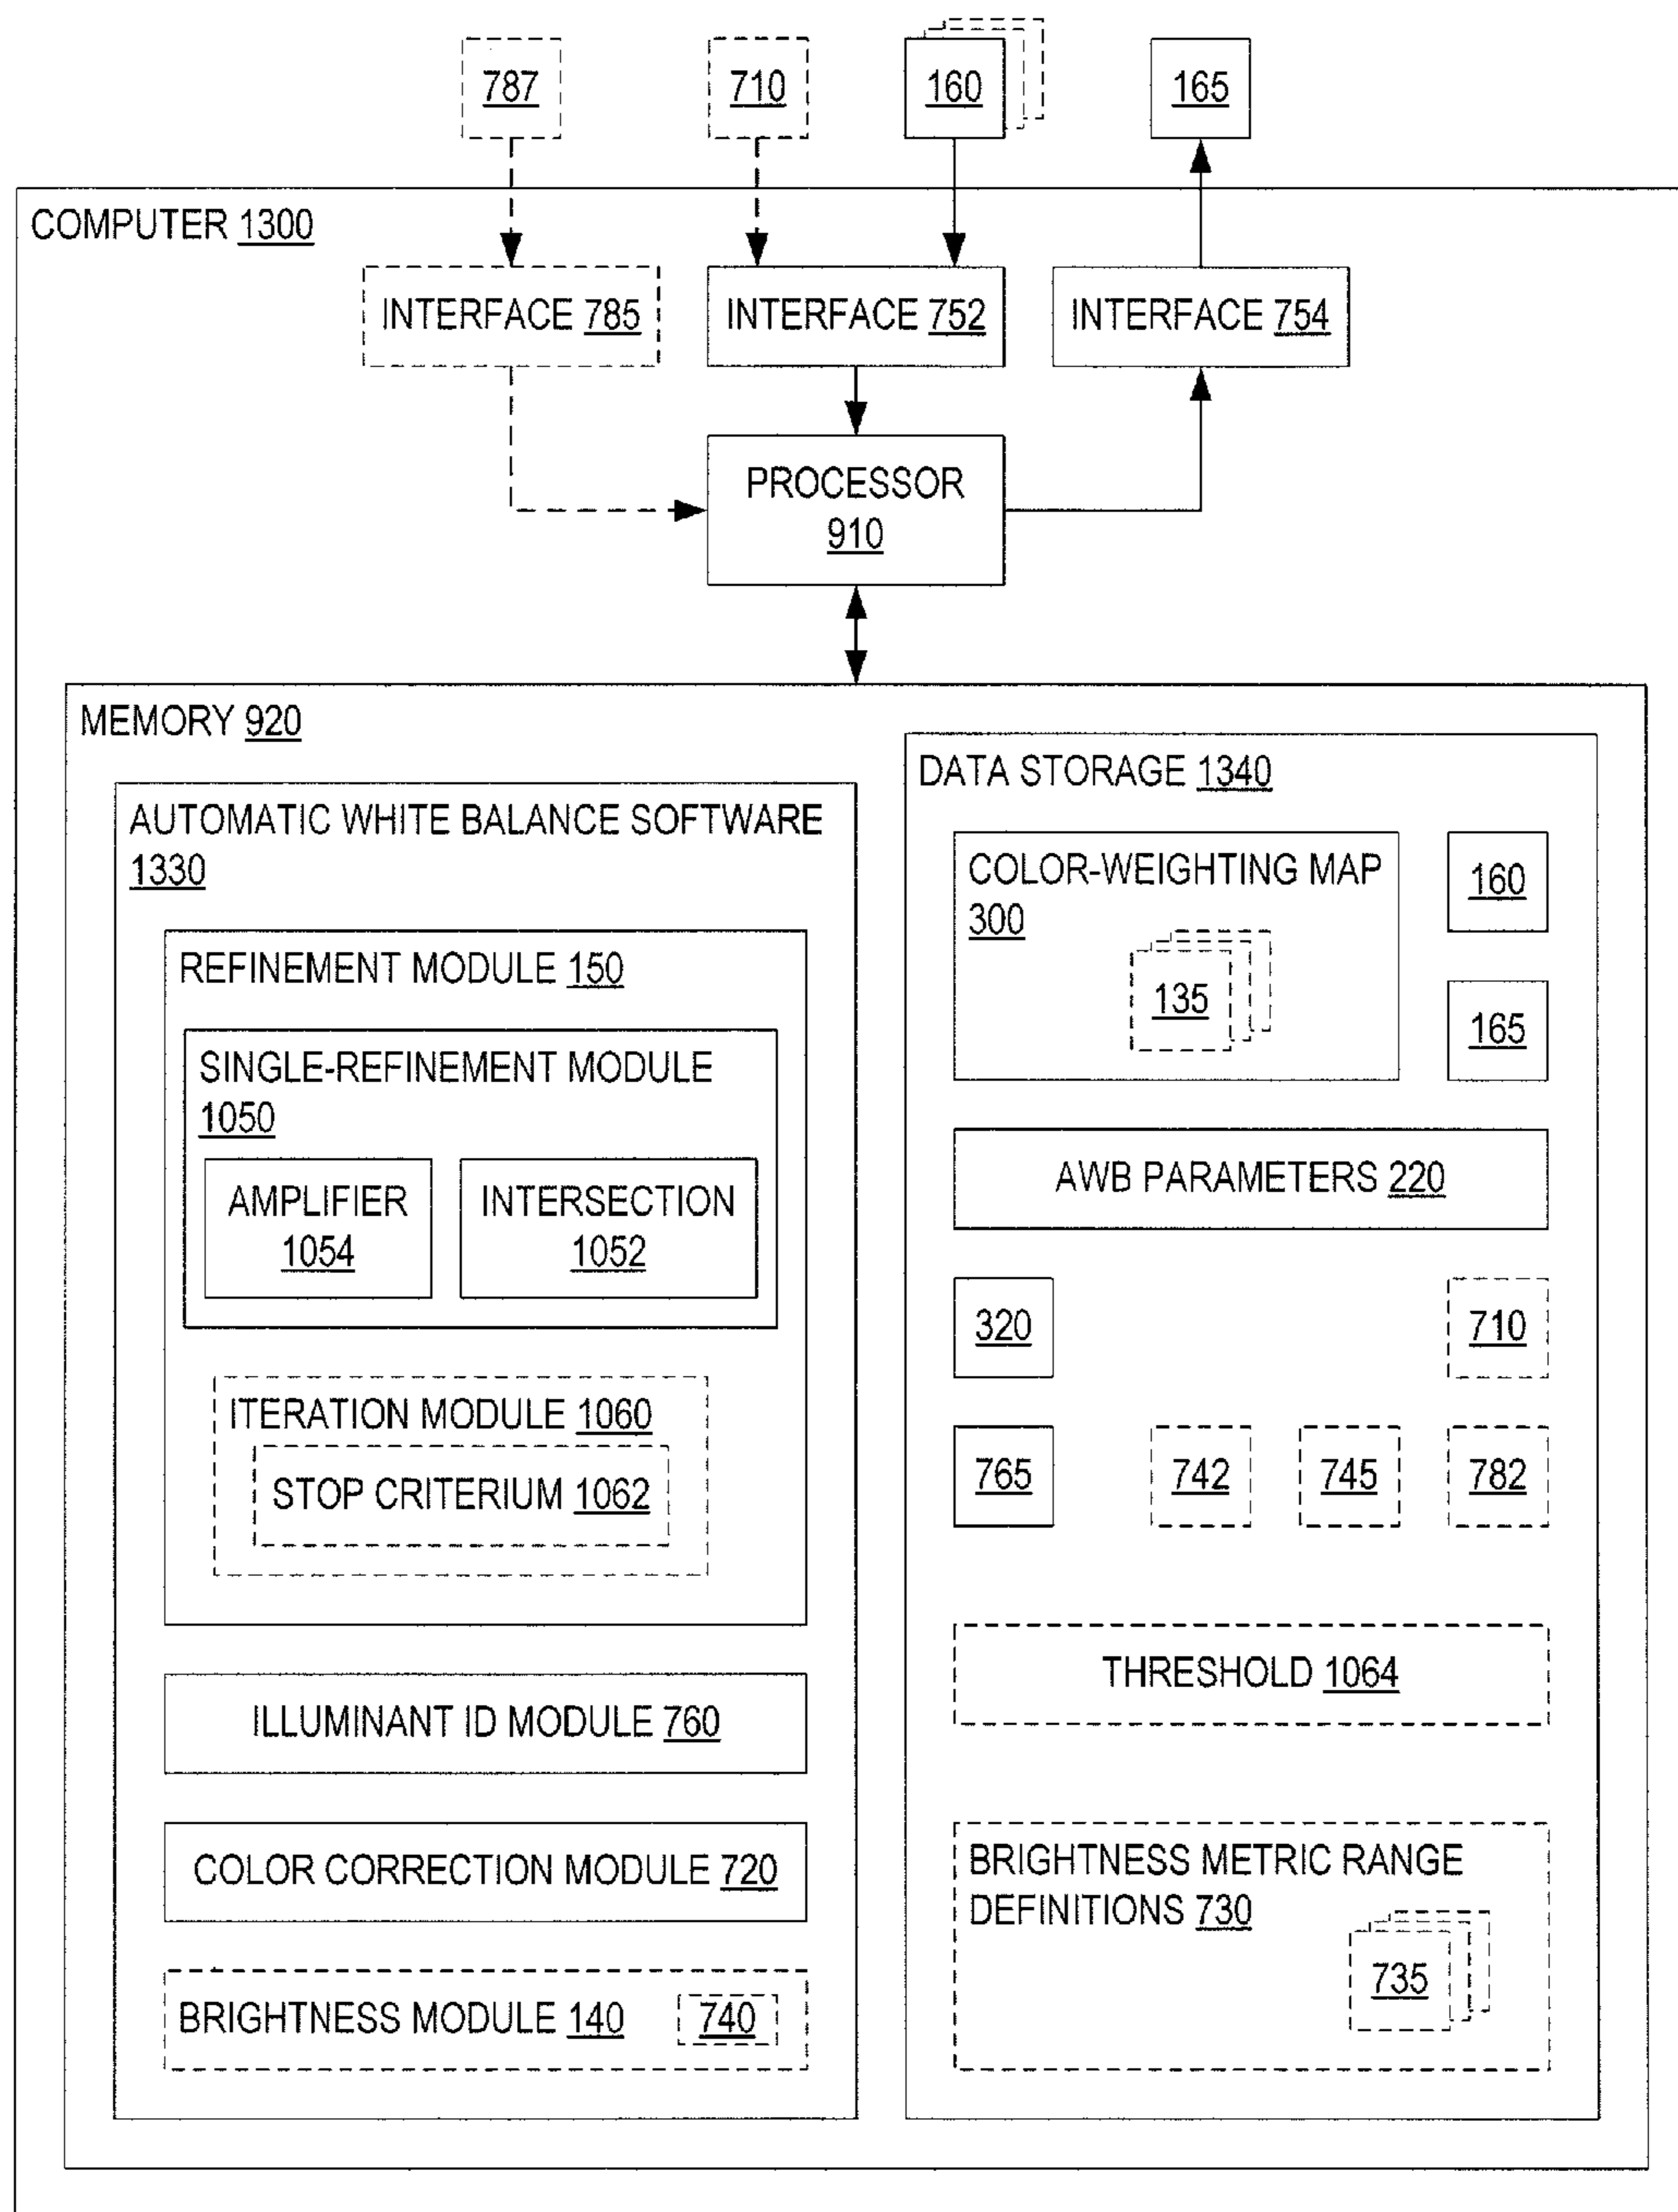 787
710
160
165
COMPUTER 1300
INTERFACE 785
INTERFACE 752
INTERFACE 754
PROCESSOR
910
MEMORY 920
AUTOMATIC WHITE BALANCE SOFTWARE
1330
REFINEMENT MODULE 150
SINGLE-REFINEMENT MODULE
1050
AMPLIFIER
1054
INTERSECTION
1052
ITERATION MODULE 1060
STOP CRITERIUM 1062
ILLUMINANT ID MODULE 760
COLOR CORRECTION MODULE 720
BRIGHTNESS MODULE 140
740
DATA STORAGE 1340
COLOR-WEIGHTING MAP
300
135
160
165
AWB PARAMETERS 220
320
710
765
742
745
782
THRESHOLD 1064
BRIGHTNESS METRIC RANGE
DEFINITIONS 730
735